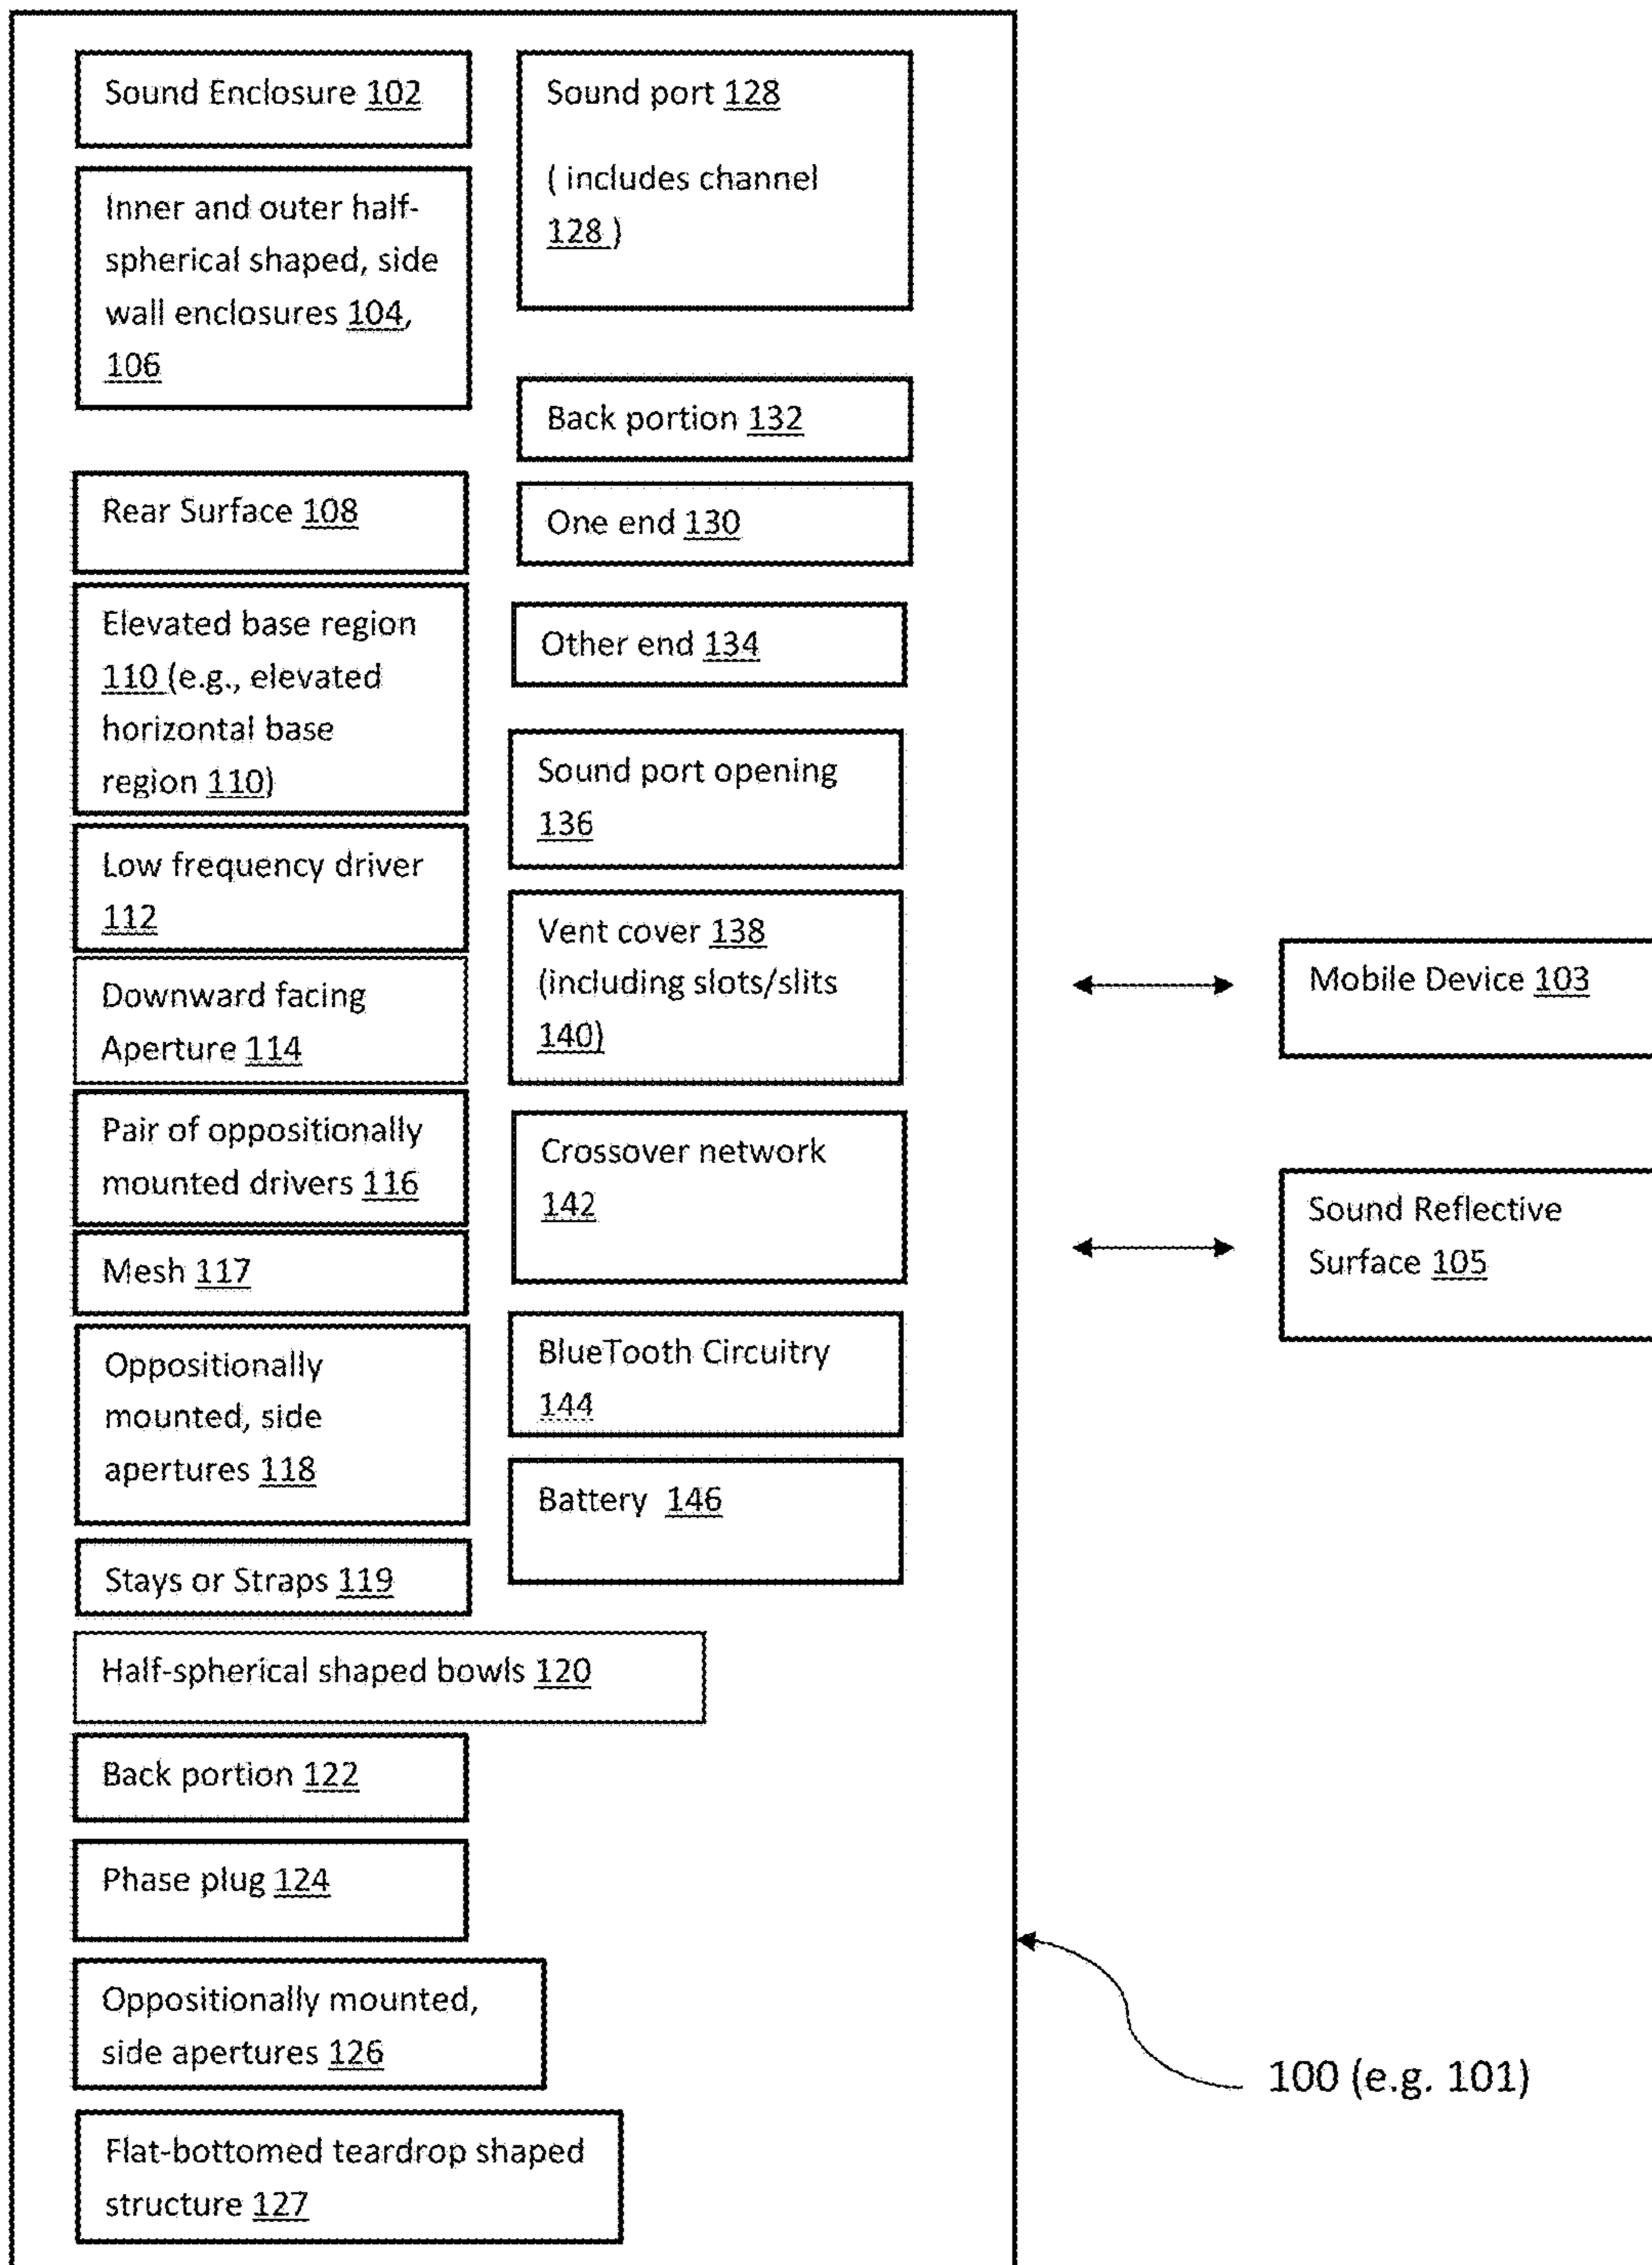 Sound Enclosure 102
Inner and outer half-
spherical shaped, side
wall enclosures 104,
106
Rear Surface 108
Elevated base region
110 (e.g., elevated
horizontal base
region 110)
Low frequency driver
112
Downward facing
Aperture 114
Pair of oppositionally
mounted drivers 116
Mesh 117
Oppositionally
mounted, side
apertures 118
Stays or Straps 119
Half-spherical shaped bowls 120
Back portion 122
Phase plug 124
Oppositionally mounted,
side apertures 126
Flat-bottomed teardrop shaped
structure 127
Sound port 128
( includes channel
128 )
Back portion 132
One end 130
Other end 134
Sound port opening
136
Vent cover 138
(including slots/slits
140)
Crossover network
142
BlueTooth Circuitry
144
Battery 146
Mobile Device 103
Sound Reflective
Surface 105
100 (e.g. 101)